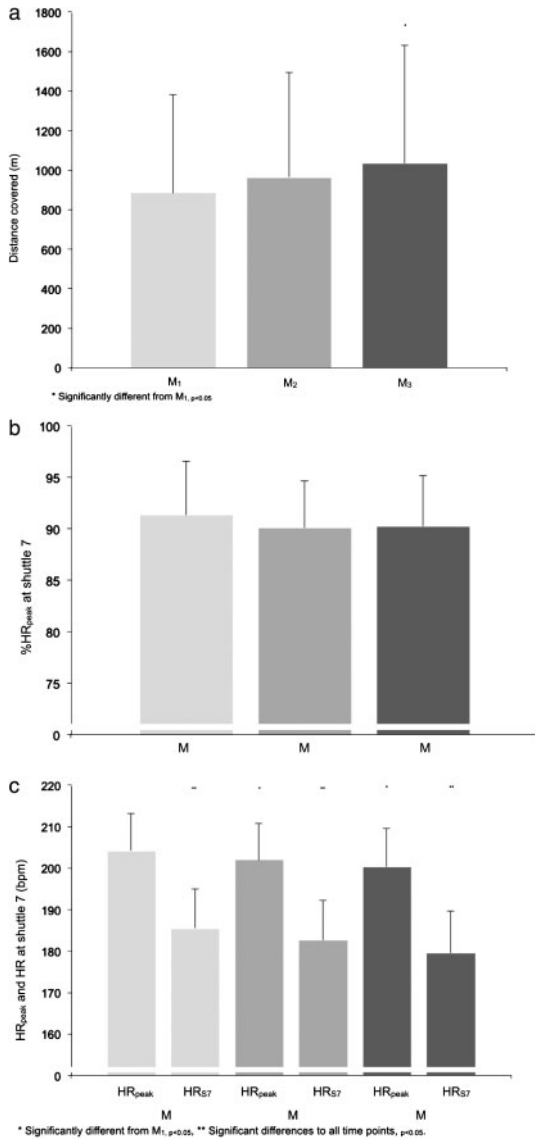 a
1800
*
1600
1400
1200
1000
800
600
400
200
0
Distance covered (m)
M1 M2 M3
* Significantly different from M1, p<0.05
b
100
95
90
85
80
75
0
%HRpeak at shuttle 7
M M M
c
220
** * ** * **
210
200
190
180
170
160
0
HRpeak and HR at shuttle 7 (bpm)
HRpeak HRS7 HRpeak HRS7 HRpeak HRS7
M M M
* Significantly different from M1, p<0.05, ** Significant differences to all time points, p<0.05.